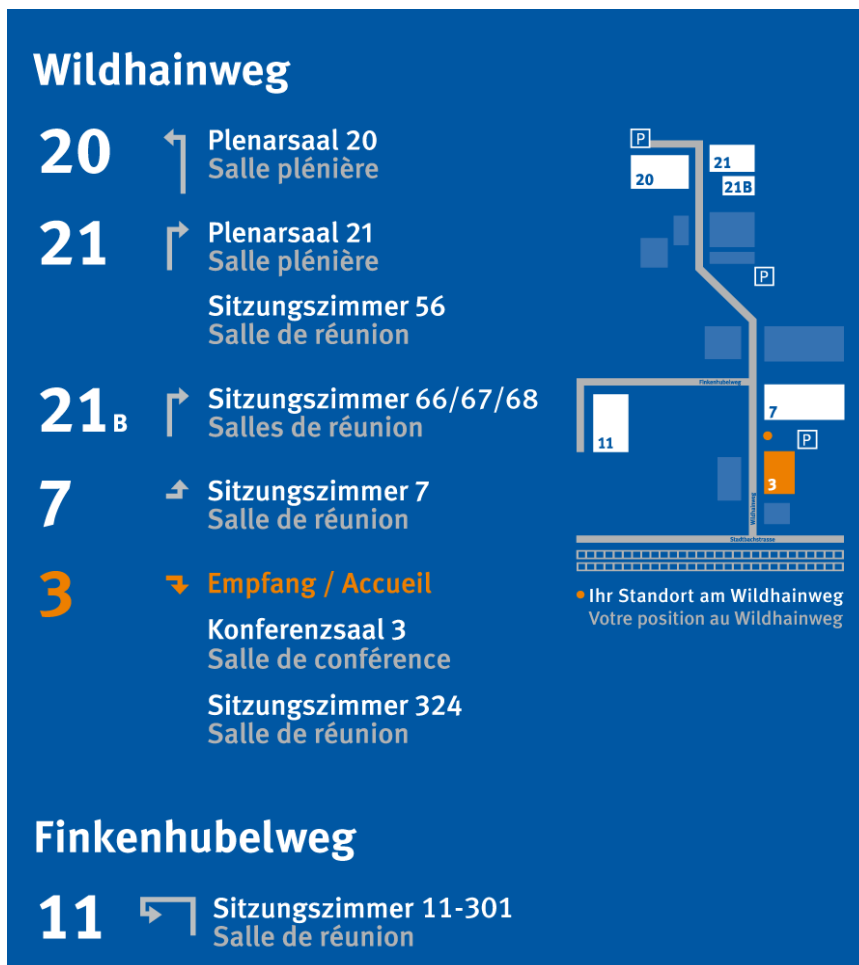 Wildhainweg
20
Plenarsaal 20
Salle plénière
21
Plenarsaal 21
Salle plénière
Sitzungszimmer 56
Salle de réunion
21B
Sitzungszimmer 66/67/68
Salles de réunion
7
Sitzungszimmer 7
Salle de réunion
3
Empfang / Accueil
Konferenzsaal 3
Salle de conférence
Sitzungszimmer 324
Salle de réunion
Finkenhubelweg
11
Sitzungszimmer 11-301
Salle de réunion
P
20
21
21B
P
Finkenhubelweg
7
11
P
3
Wildhainweg
Stadtbachstrasse
Ihr Standort am Wildhainweg
Votre position au Wildhainweg